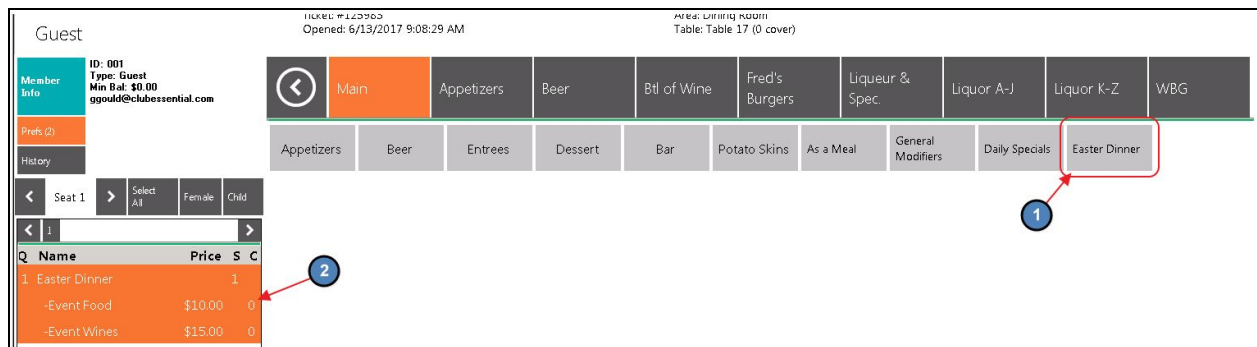 Ticket: #125985
Area: Dining Room
Guest
Opened: 6/13/2017 9:08:29 AM
Table: Table 17 (0 cover)
Member Info
ID: 001
Type: Guest
Min Bal: $0.00
ggould@clubessential.com
Prefs (2)
History
Main
Appetizers
Beer
Btl of Wine
Fred's Burgers
Liqueur & Spec.
Liquor A-J
Liquor K-Z
WBG
Appetizers
Beer
Entrees
Dessert
Bar
Potato Skins
As a Meal
General Modifiers
Daily Specials
Easter Dinner
1
Seat 1
Select All
Female
Child
1
Q Name Price S C
1 Easter Dinner 1
-Event Food $10.00 0
-Event Wines $15.00 0
2